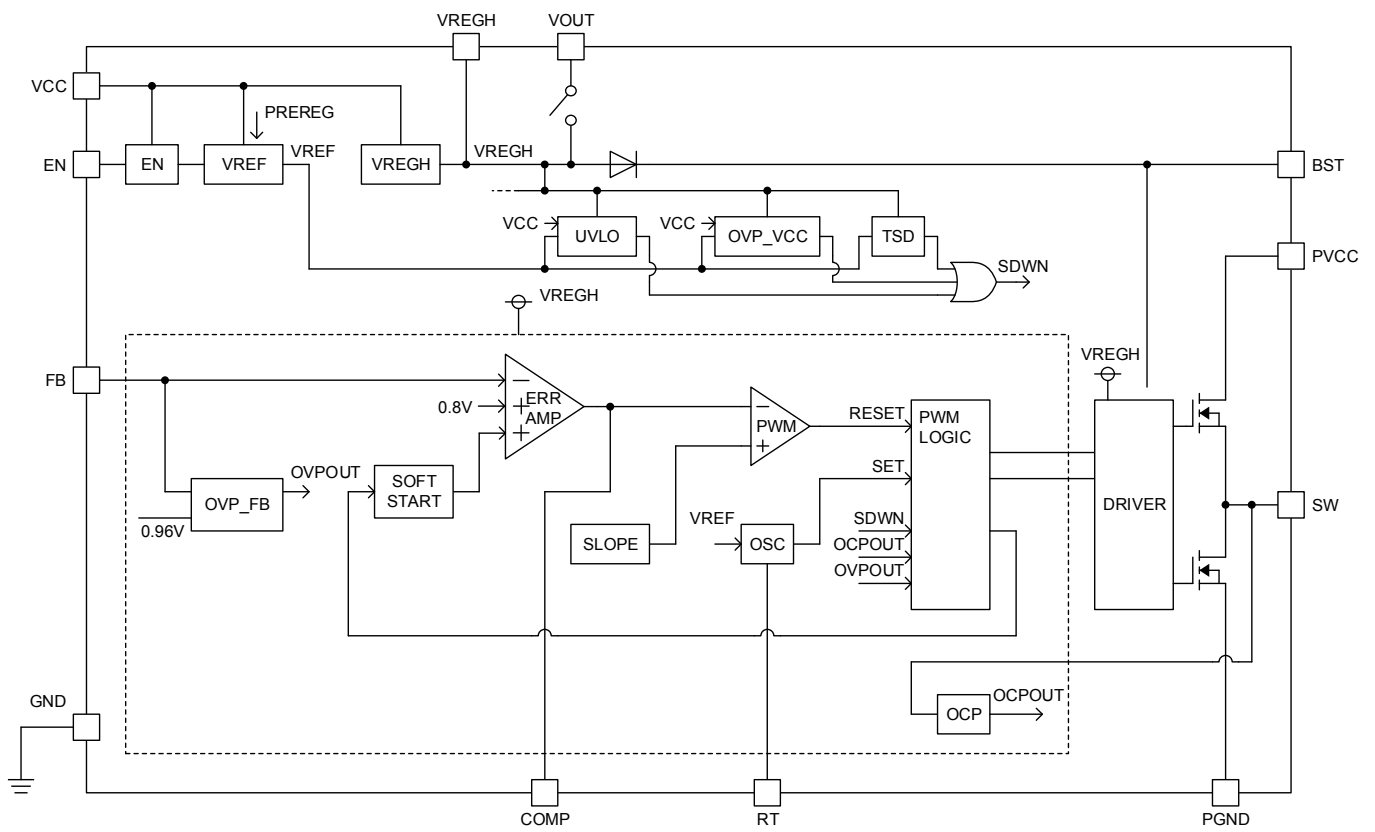 VREGH
VOUT
VCC
PREREG
EN
EN
VREF
VREF
VREGH
VREGH
BST
VCC
UVLO
VCC
OVP_VCC
TSD
PVCC
SDWN
VREGH
VREGH
FB
0.8V
−
+
+
ERR
AMP
−
+
PWM
RESET
PWM
LOGIC
OVPOUT
OVP_FB
0.96V
SOFT
START
SET
SLOPE
VREF
OSC
SDWN
OCPOUT
OVPOUT
DRIVER
SW
GND
OCP
OCPOUT
COMP
RT
PGND